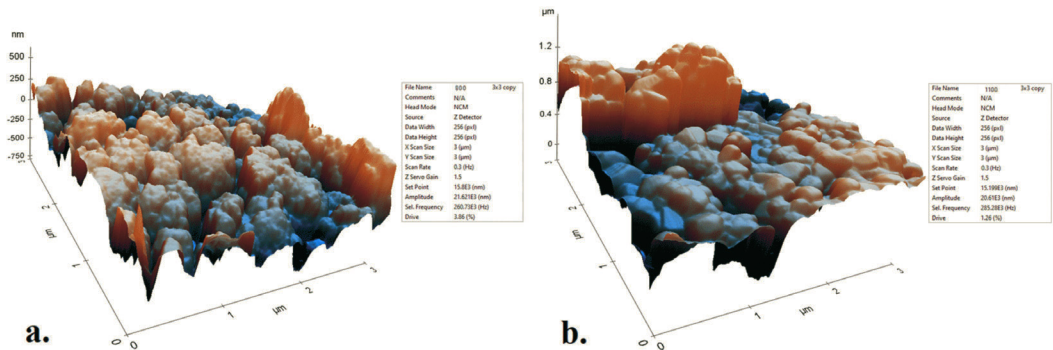 nm
500
250
0
-250
-500
-750
3
2
µm
1
0
0
1
µm
2
3
File Name 900 3x3 copy
Comments N/A
Head Mode NCM
Source Z Detector
Data Width 256 (pxl)
Data Height 256 (pxl)
X Scan Size 3 (µm)
Y Scan Size 3 (µm)
Scan Rate 0.3 (Hz)
Z Servo Gain 1.5
Set Point 15.8E3 (nm)
Amplitude 21.621E3 (nm)
Sel. Frequency 260.73E3 (Hz)
Drive 3.86 (%)
a.
µm
1.2
0.8
0.4
0
3
2
µm
1
0
0
1
µm
2
3
File Name 1100 3x3 copy
Comments N/A
Head Mode NCM
Source Z Detector
Data Width 256 (pxl)
Data Height 256 (pxl)
X Scan Size 3 (µm)
Y Scan Size 3 (µm)
Scan Rate 0.3 (Hz)
Z Servo Gain 1.5
Set Point 15.199E3 (nm)
Amplitude 20.61E3 (nm)
Sel. Frequency 285.28E3 (Hz)
Drive 1.26 (%)
b.